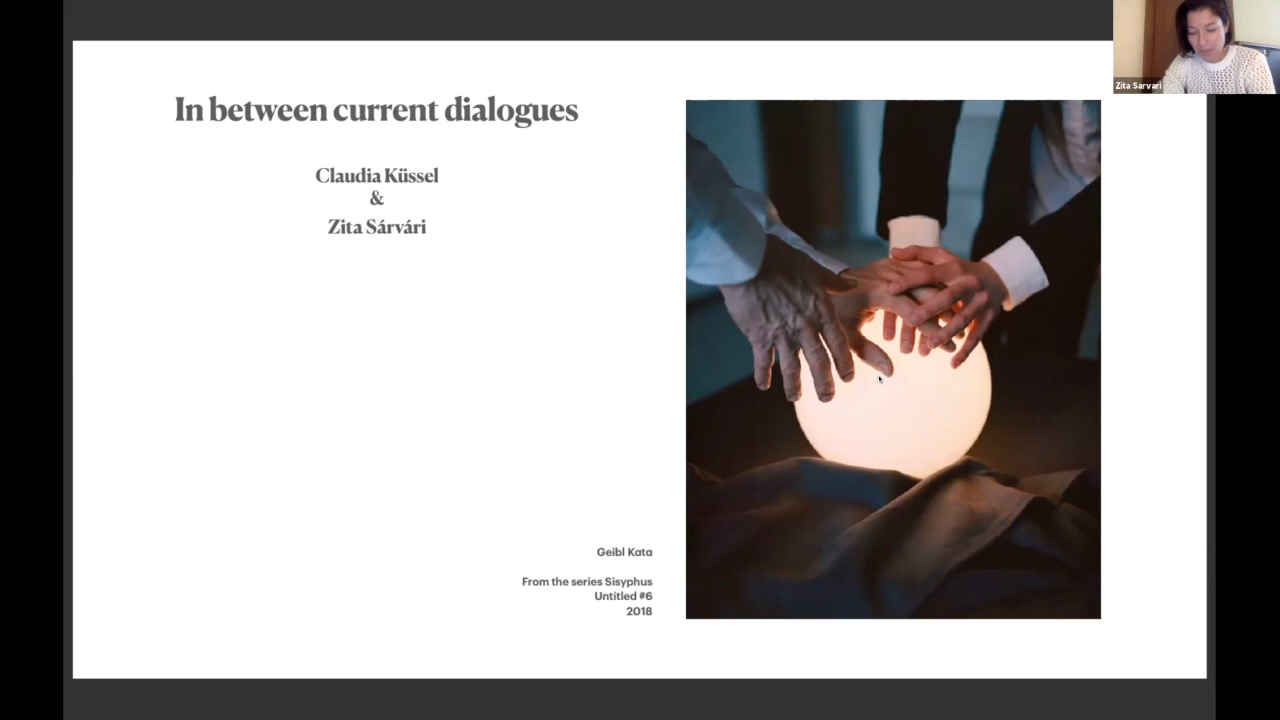 In between current dialogues
Claudia Küssel
&
Zita Sárvári
Geibl Kata
From the series Sisyphus
Untitled #6
2018
Zita Sarvari